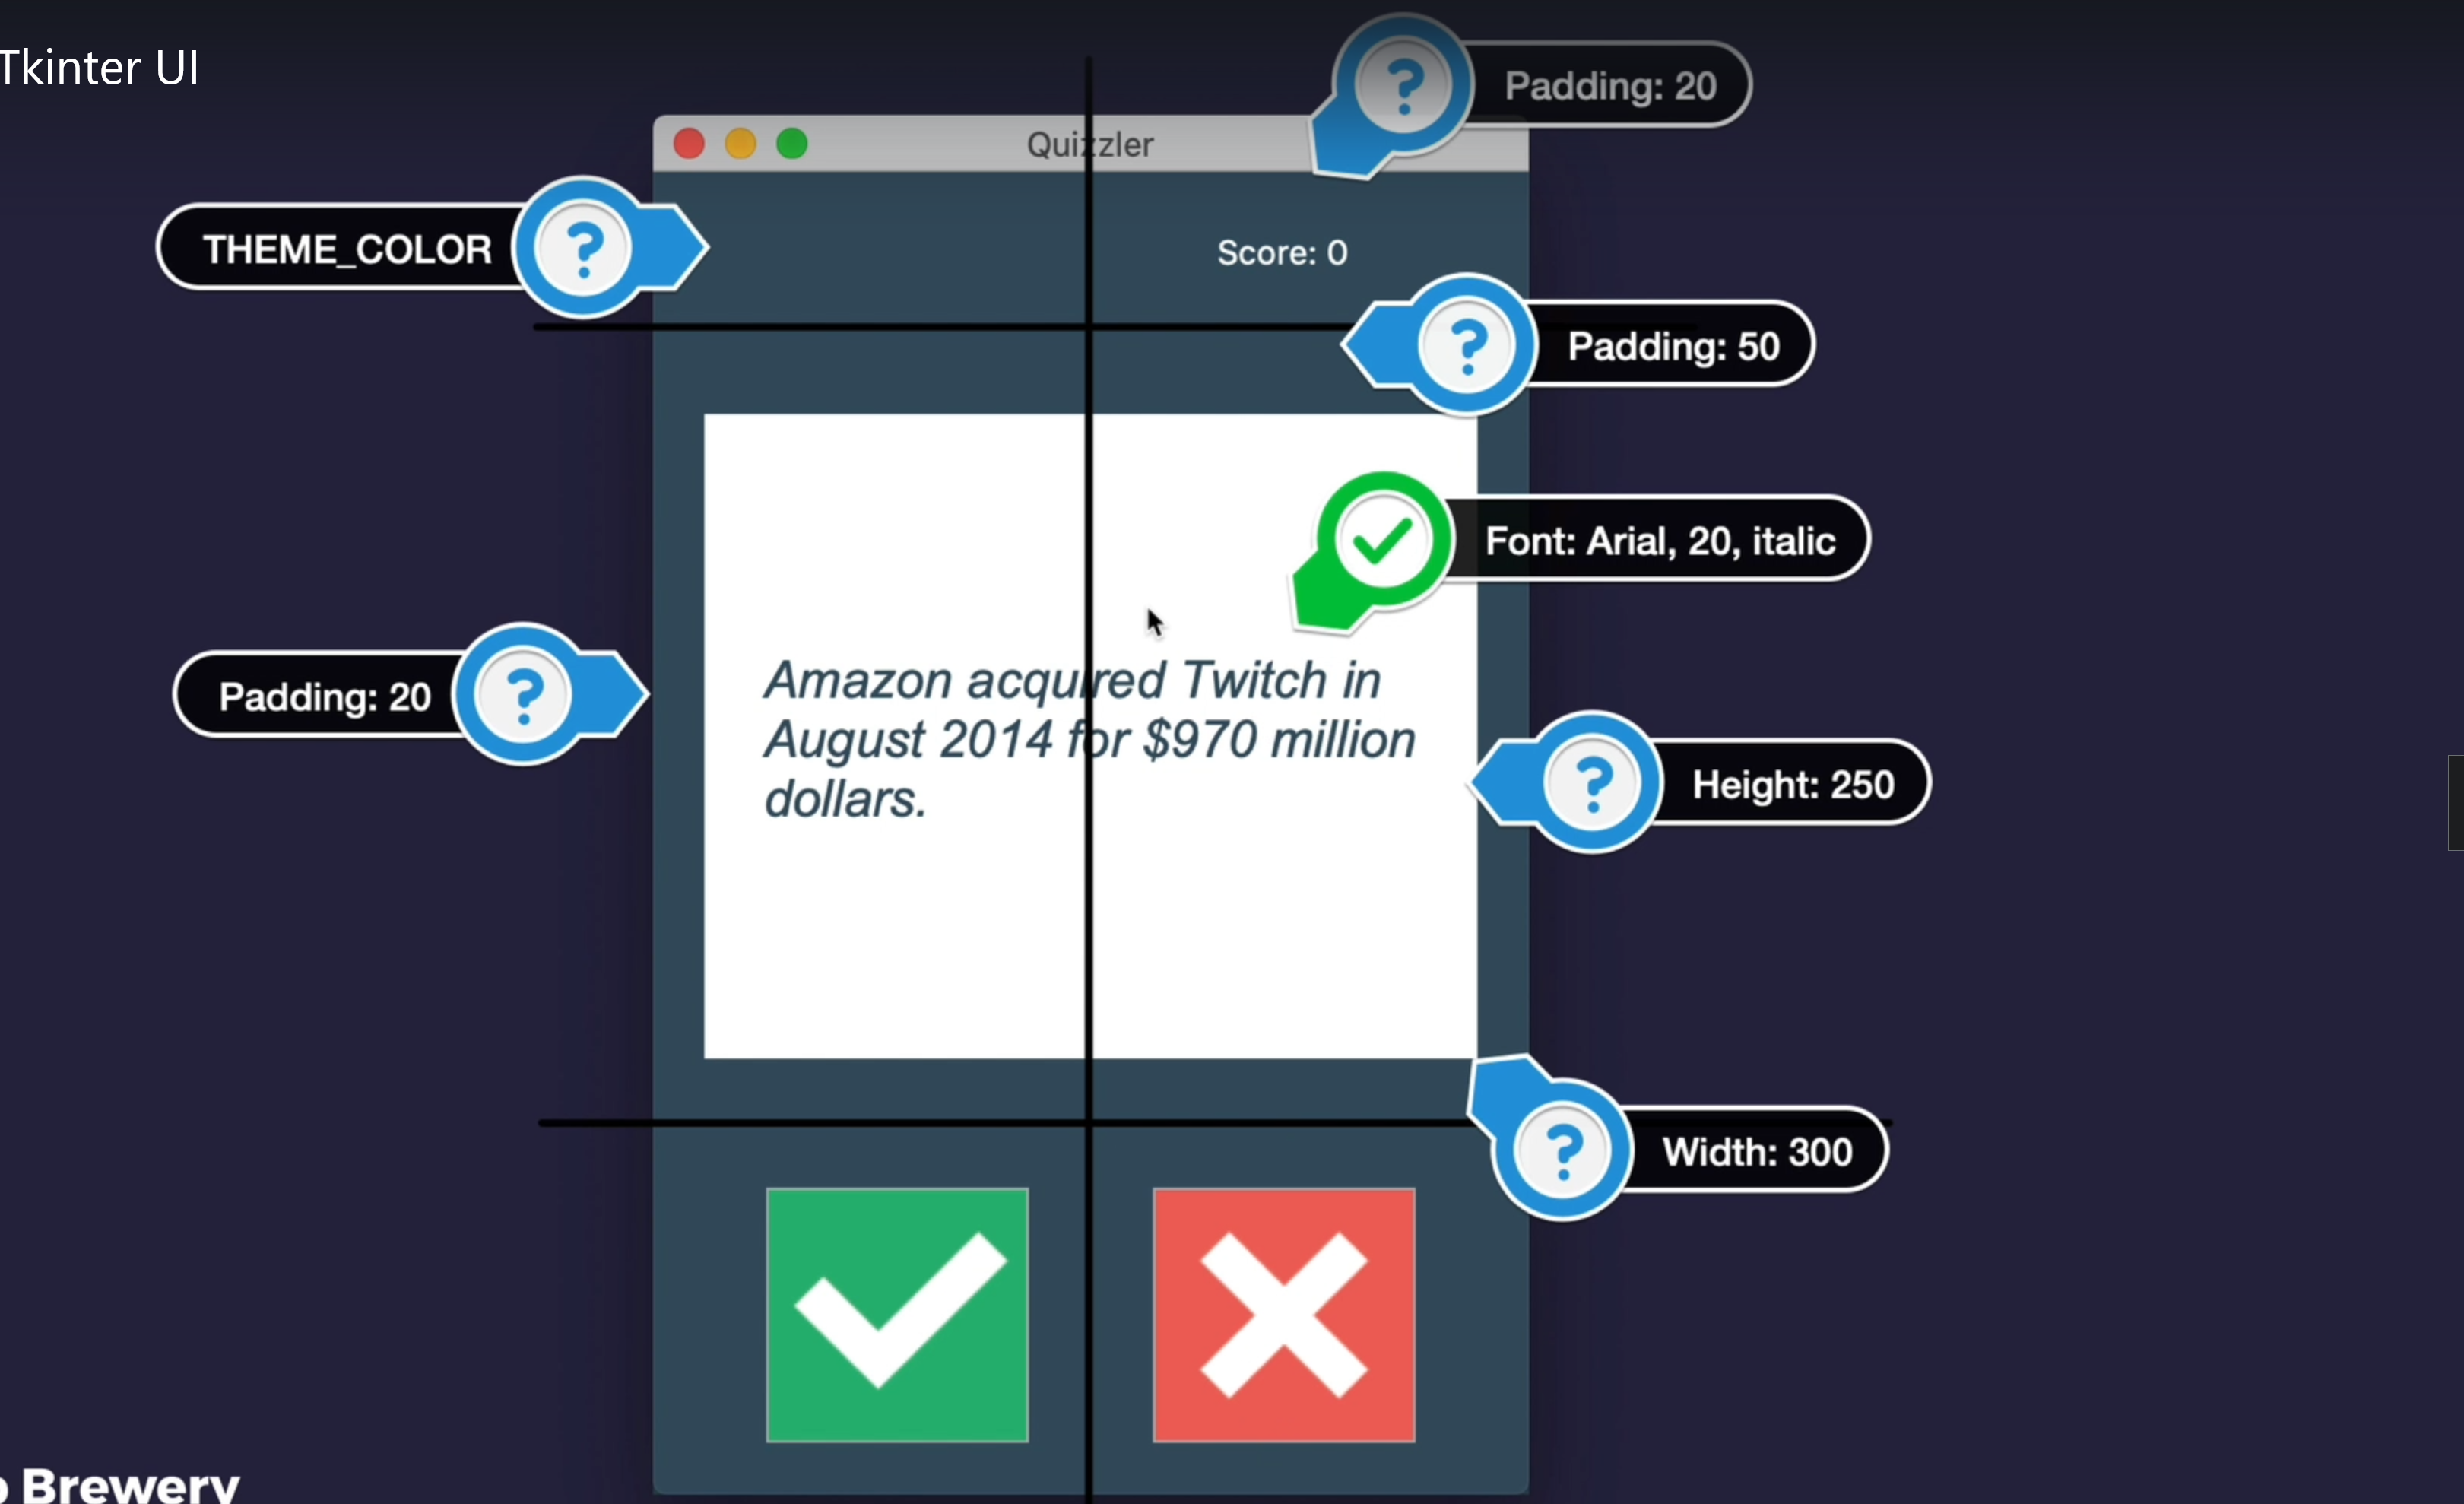 Tkinter UI
Padding: 20
Quizzler
THEME_COLOR
Score: 0
Padding: 50
Font: Arial, 20, italic
Amazon acquired Twitch in
August 2014 for $970 million
dollars.
Padding: 20
Height: 250
Width: 300
Brewery